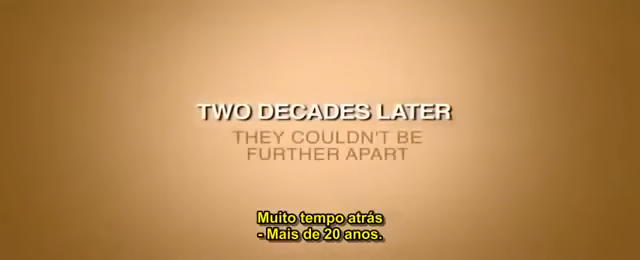 TWO DECADES LATER
THEY COULDN'T BE
FURTHER APART
Muito tempo atrás
- Mais de 20 anos.